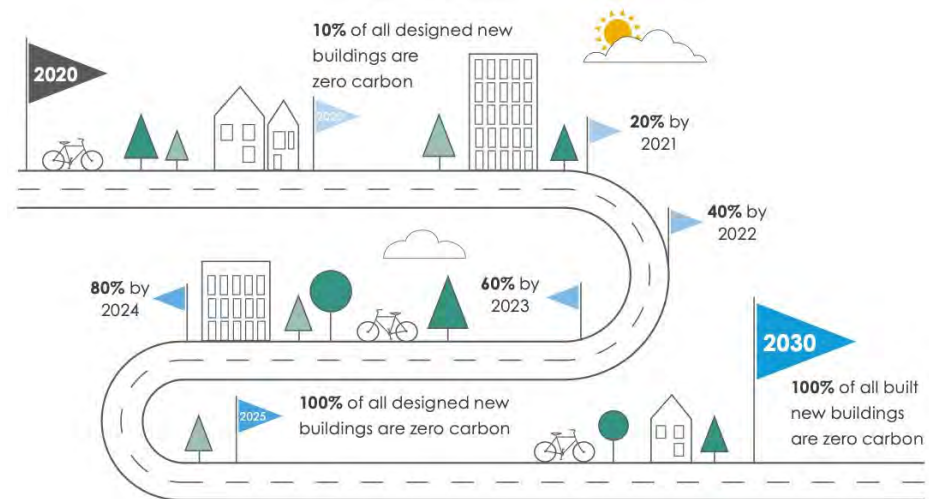 2020
10% of all designed new
buildings are
zero carbon
2020
20% by
2021
40% by
2022
60% by
2023
80% by
2024
2025
100% of all designed new
buildings are zero carbon
2030
100% of all built
new buildings
are zero carbon